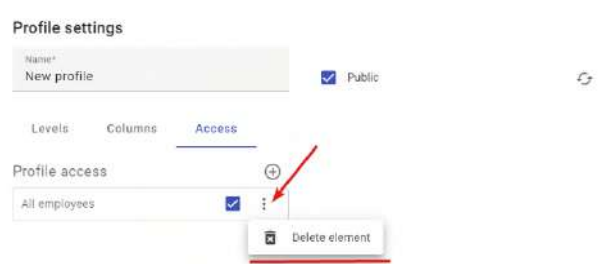 Profile settings
Name*
New profile
Public
Levels Columns Access
Profile access
All employees
Delete element